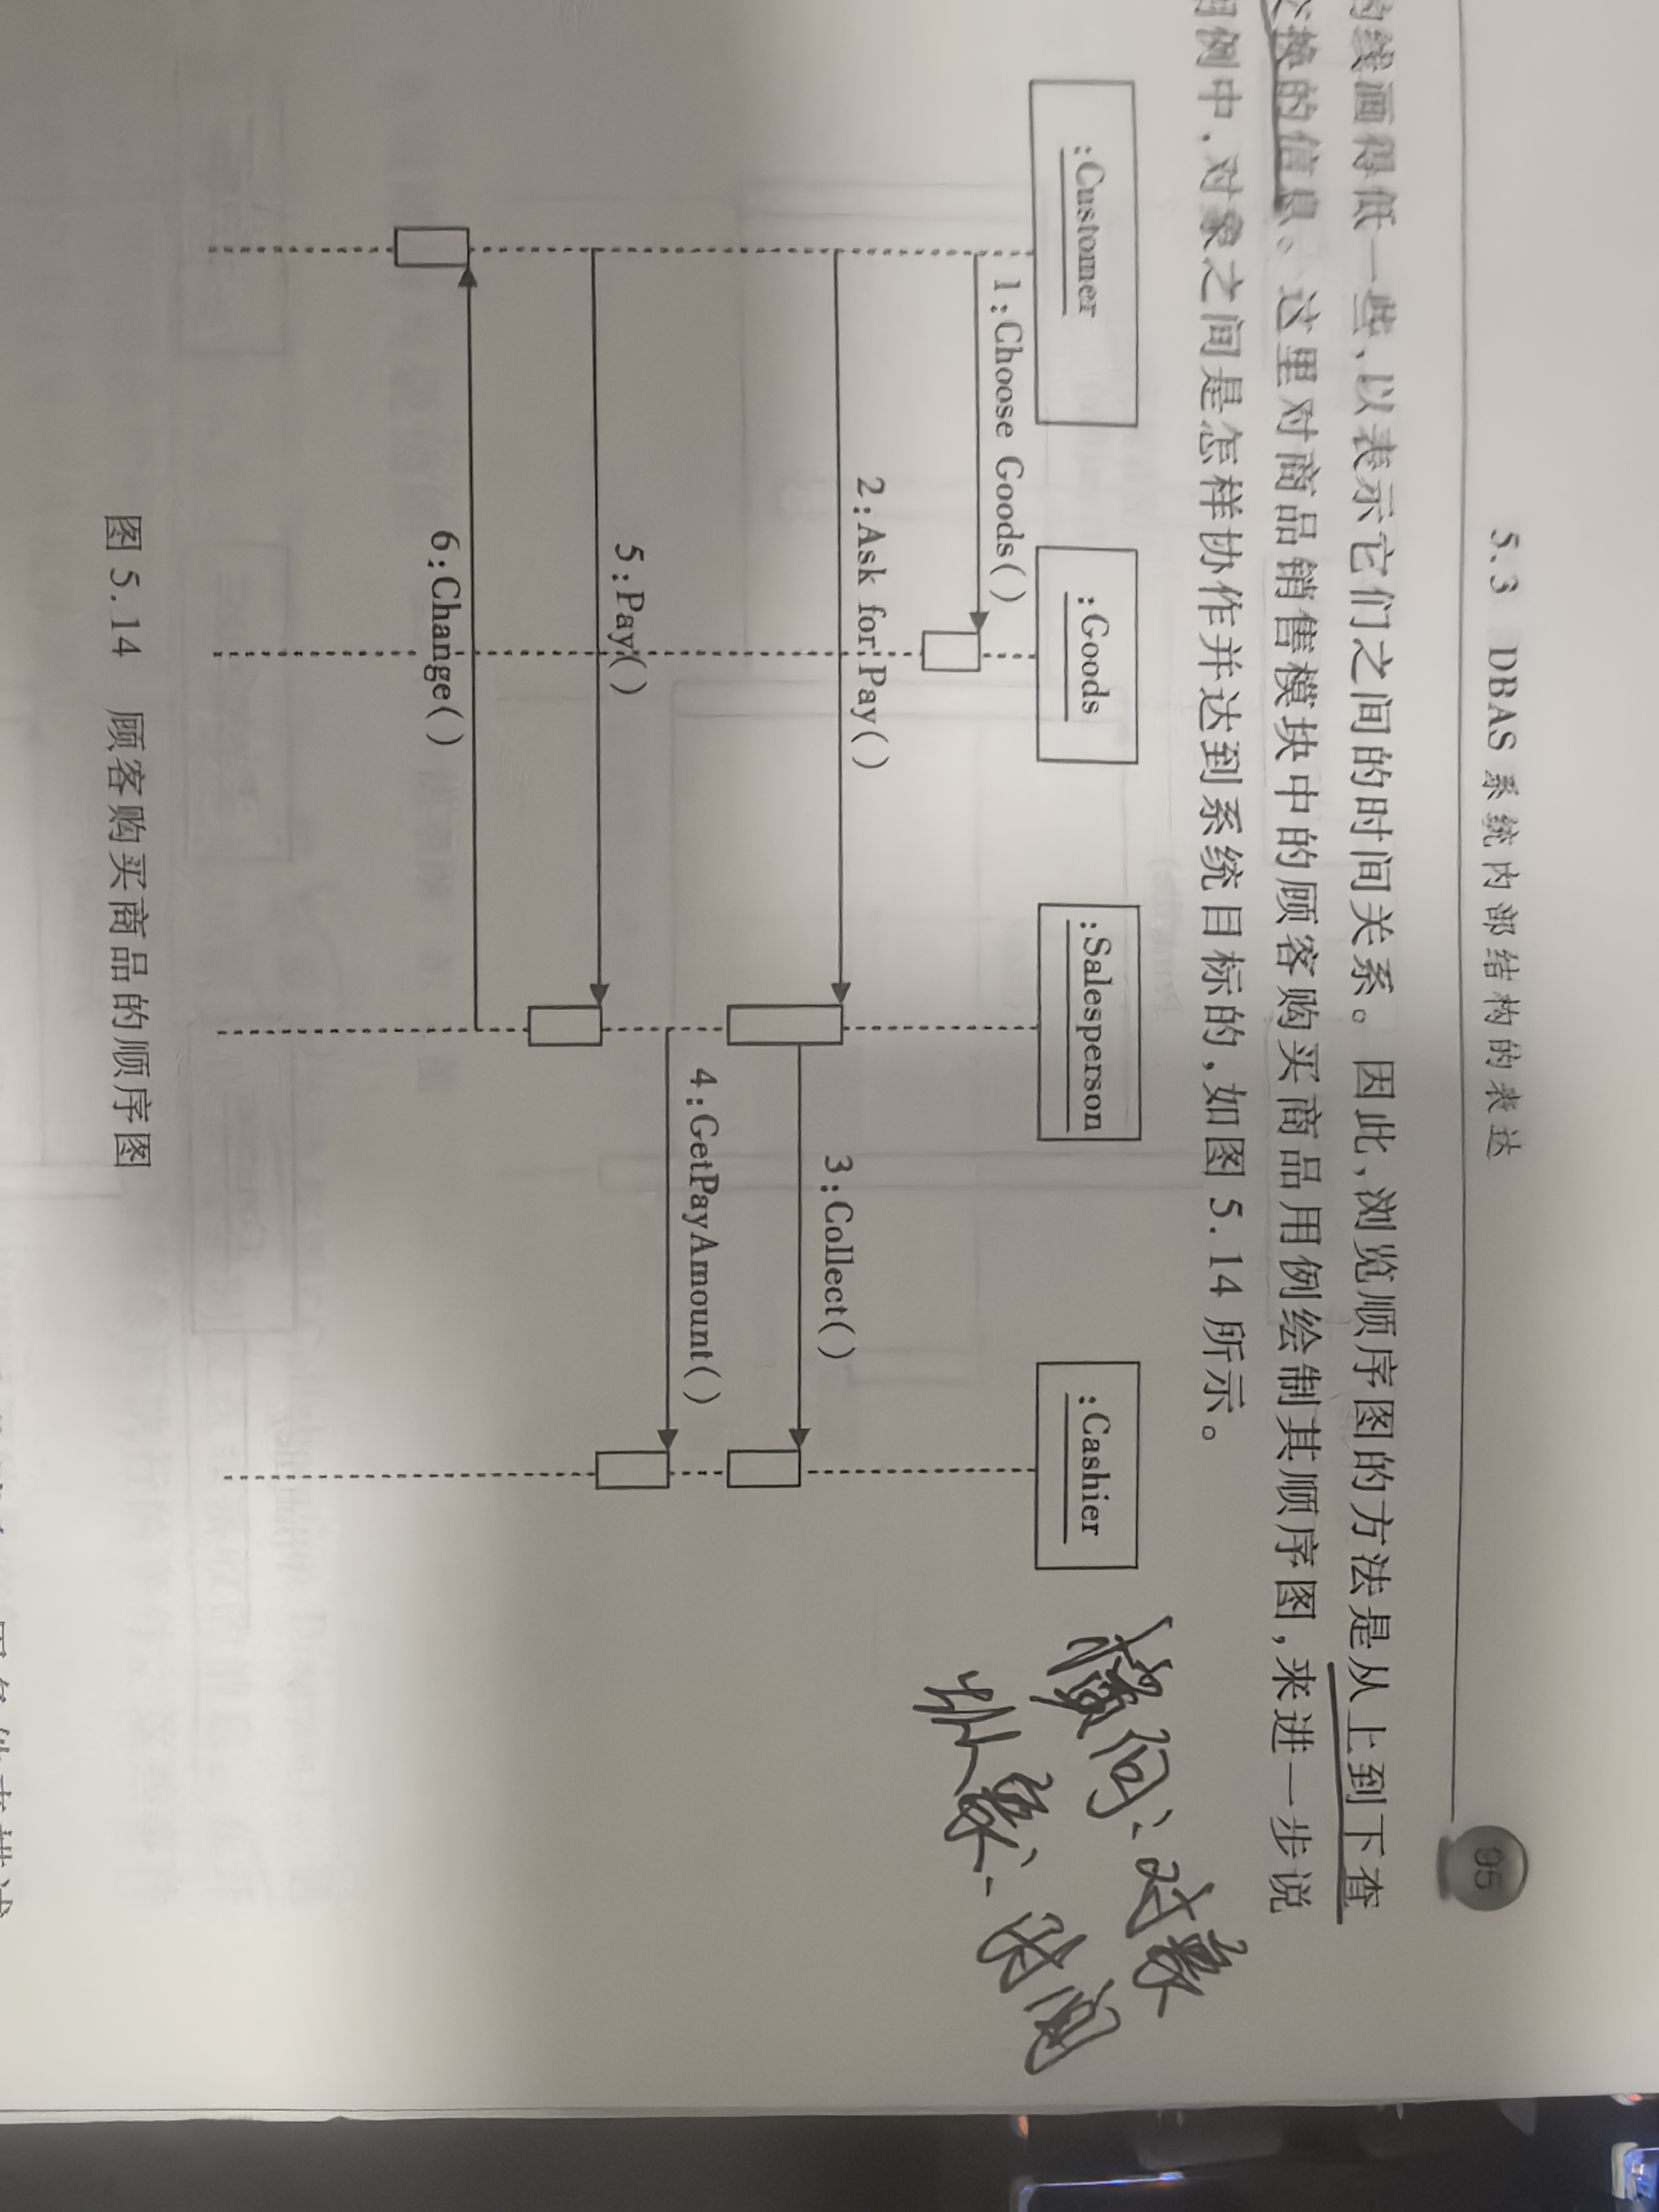 5.3 DBAS 系统内部结构的表达
95
的线画得低一些,以表示它们之间的时间关系。因此,浏览顺序图的方法是从上到下查
交换的信息、这里对商品销售模块中的顾客购买商品用例绘制其顺序图,来进一步说
用例中,对象之间是怎样协作并达到系统目标的,如图 5.14 所示。
横向:对象
纵象:时间
:Customer
:Goods
:Salesperson
:Cashier
1:Choose Goods()
2:Ask for Pay()
3:Collect()
4:GetPayAmount()
5:Pay()
6:Change()
图 5.14 顾客购买商品的顺序图